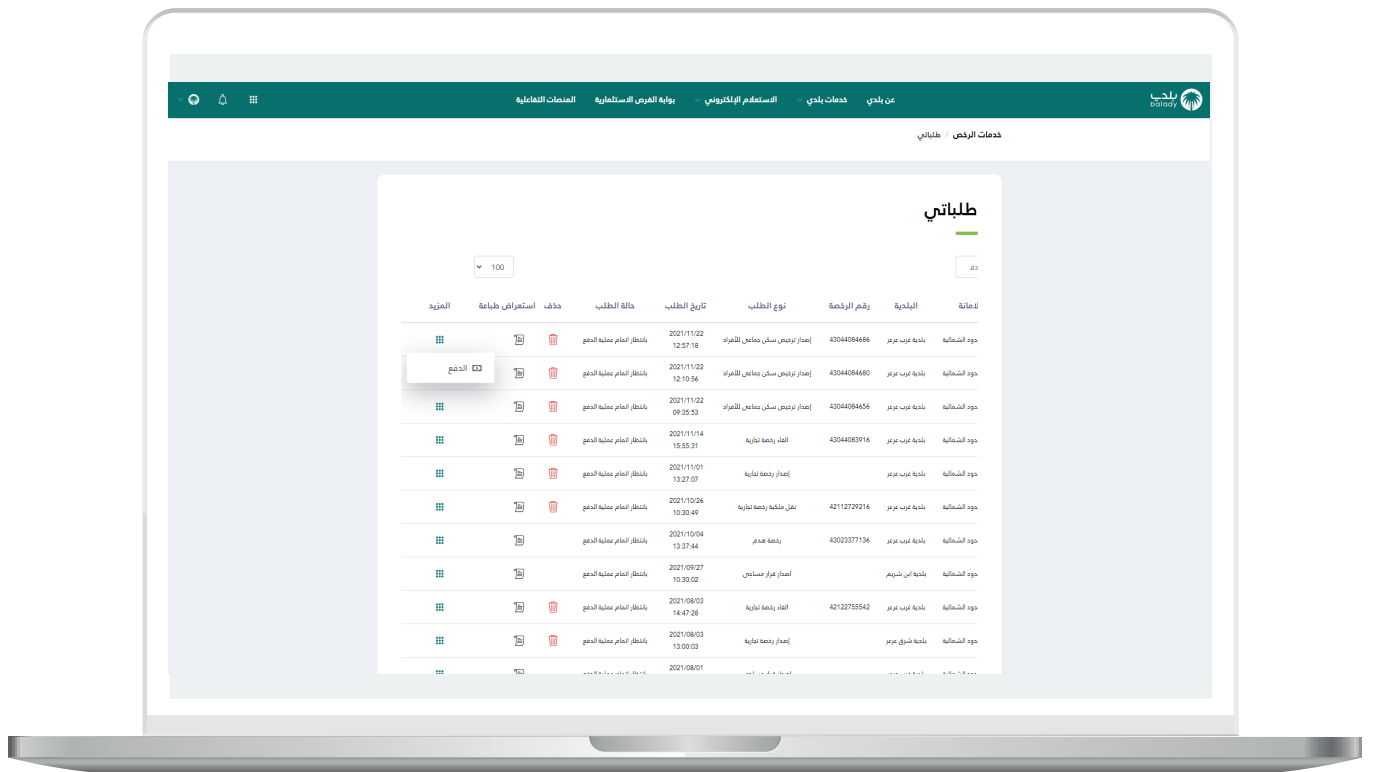 بلدي
balady
عن بلدي خدمات بلدي الاستعلام الإلكتروني بوابة الفرص الاستثمارية المنصات التفاعلية
خدمات الرخص / طلباتي
طلباتي
100
لامانة البلدية رقم الرخصة نوع الطلب تاريخ الطلب حالة الطلب حذف استعراض طباعة المزيد
دود الشمالية بلدية غرب عرعر 43044084686 إصدار ترخيص سكن جماعي للأفراد 2021/11/22 12:57:18 بانتظار اتمام عملية الدفع
الدفع
دود الشمالية بلدية غرب عرعر 43044084680 إصدار ترخيص سكن جماعي للأفراد 2021/11/22 12:10:56 بانتظار اتمام عملية الدفع
دود الشمالية بلدية غرب عرعر 43044084656 إصدار ترخيص سكن جماعي للأفراد 2021/11/22 09:35:53 بانتظار اتمام عملية الدفع
دود الشمالية بلدية غرب عرعر 43044083916 الغاء رخصة تجارية 2021/11/14 15:55:31 بانتظار اتمام عملية الدفع
دود الشمالية بلدية غرب عرعر إصدار رخصة تجارية 2021/11/01 13:27:07 بانتظار اتمام عملية الدفع
دود الشمالية بلدية غرب عرعر 42112729216 نقل ملكية رخصة تجارية 2021/10/26 10:30:49 بانتظار اتمام عملية الدفع
دود الشمالية بلدية غرب عرعر 43023377136 رخصة هدم 2021/10/04 13:37:44 بانتظار اتمام عملية الدفع
دود الشمالية بلدية ابن شريم اصدار قرار مساحي 2021/09/27 10:30:02 بانتظار اتمام عملية الدفع
دود الشمالية بلدية غرب عرعر 42122755542 الغاء رخصة تجارية 2021/08/03 14:47:28 بانتظار اتمام عملية الدفع
دود الشمالية بلدية شرق عرعر إصدار رخصة تجارية 2021/08/03 13:00:03 بانتظار اتمام عملية الدفع
2021/08/01